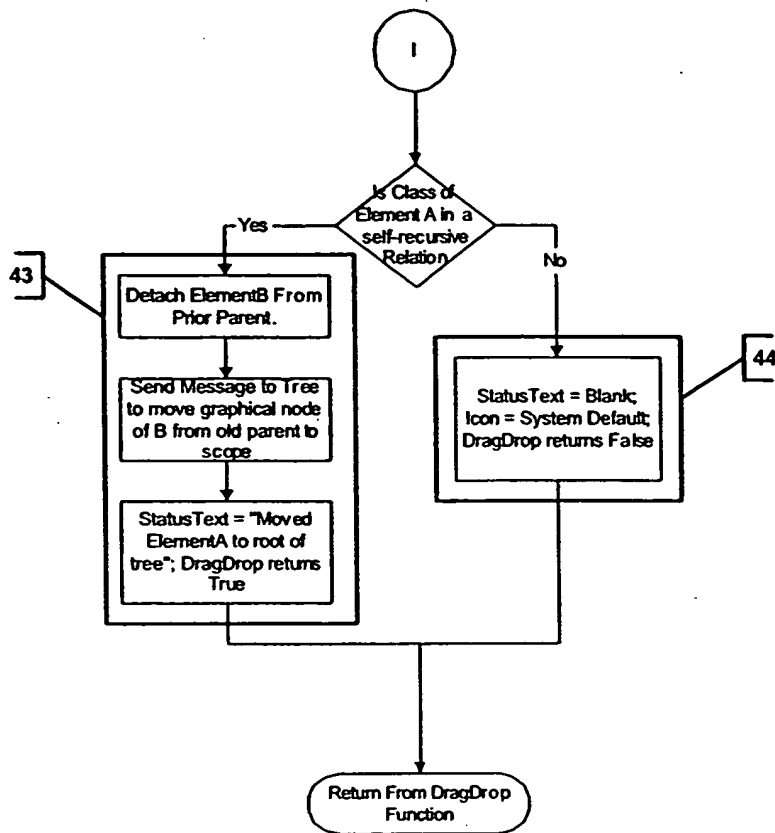 I
Is Class of
Element A in a
self-recursive
Relation
Yes
No
43
Detach ElementB From
Prior Parent.
Send Message to Tree
to move graphical node
of B from old parent to
scope
StatusText = "Moved
ElementA to root of
tree"; DragDrop returns
True
44
StatusText = Blank;
Icon = System Default;
DragDrop returns False
Return From DragDrop
Function